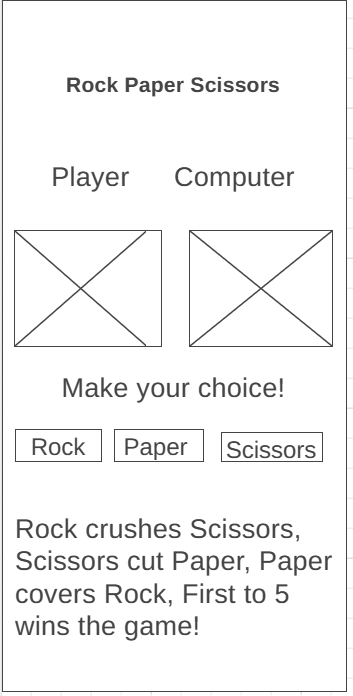 Rock Paper Scissors
Player Computer
Make your choice!
Rock Paper Scissors
Rock crushes Scissors,
Scissors cut Paper, Paper
covers Rock, First to 5
wins the game!